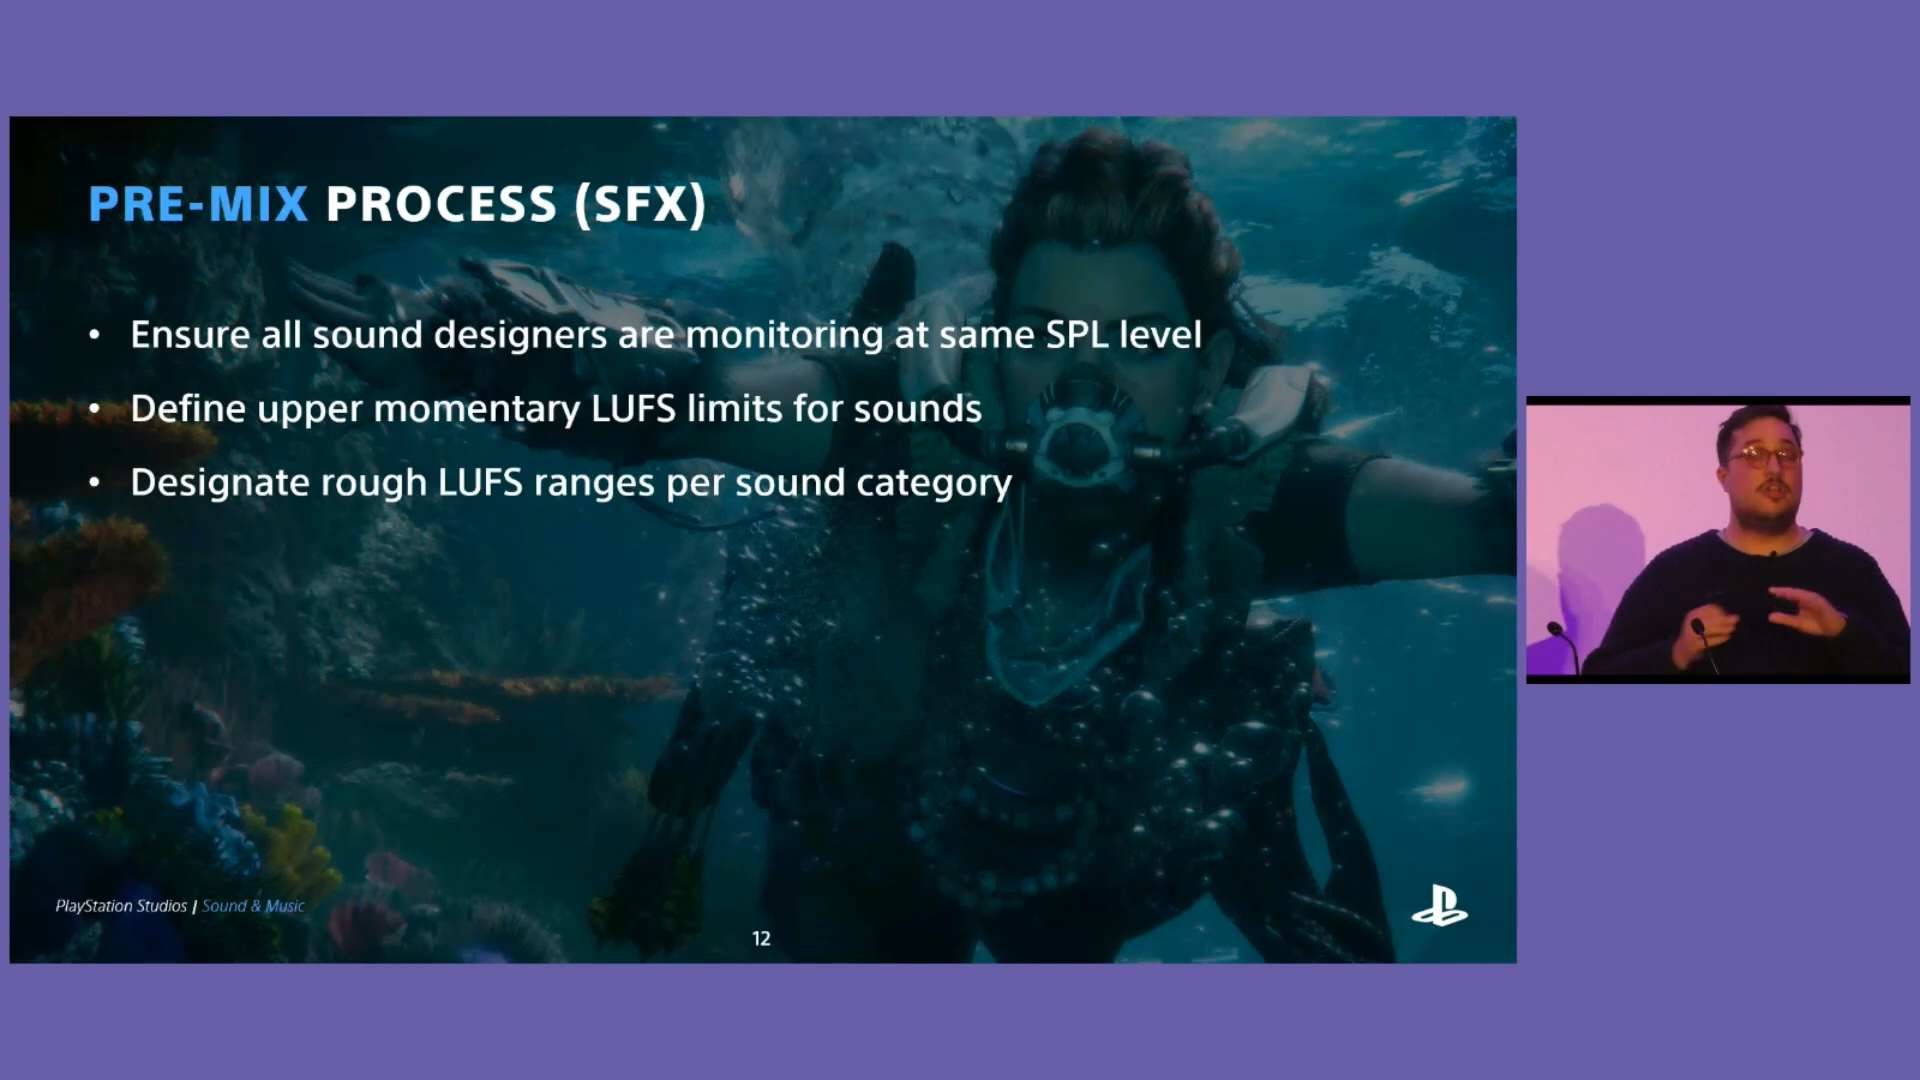 PRE-MIX PROCESS (SFX)
• Ensure all sound designers are monitoring at same SPL level
• Define upper momentary LUFS limits for sounds
• Designate rough LUFS ranges per sound category
PlayStation Studios | Sound & Music
12